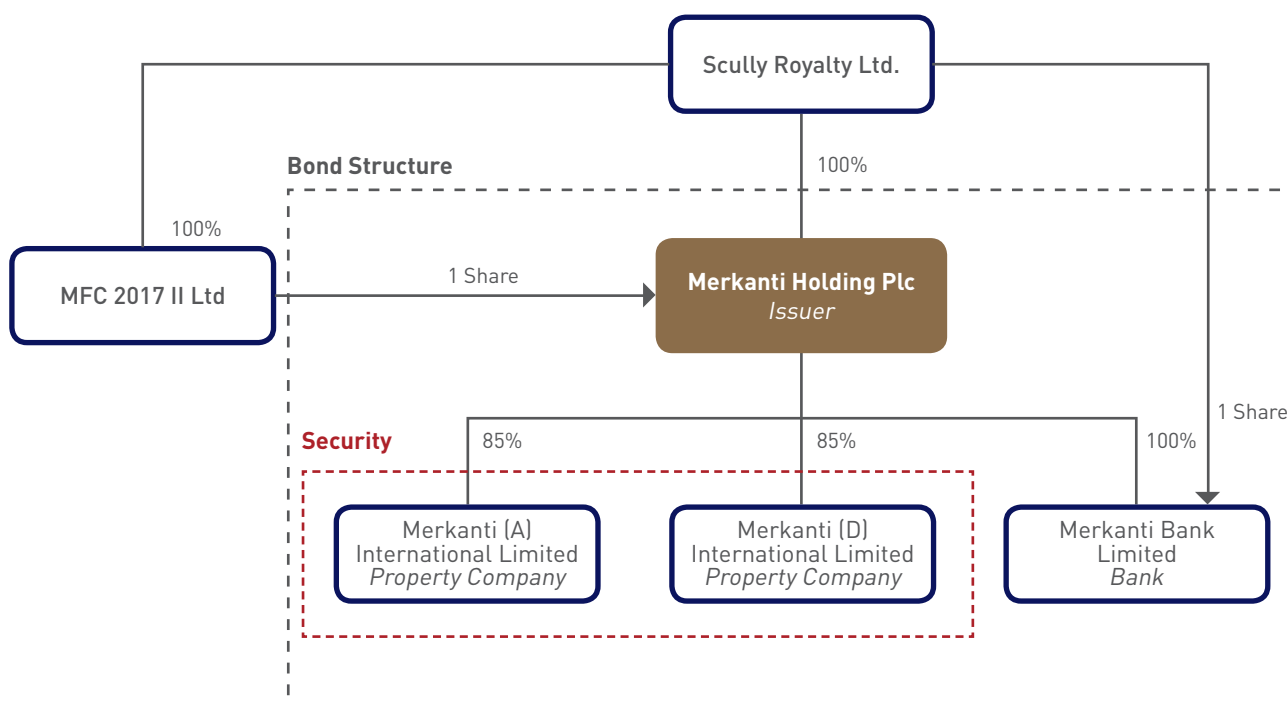 Scully Royalty Ltd.
Bond Structure
100%
100%
MFC 2017 II Ltd
1 Share
Merkanti Holding Plc
Issuer
1 Share
Security
85%
85%
100%
Merkanti (A)
International Limited
Property Company
Merkanti (D)
International Limited
Property Company
Merkanti Bank
Limited
Bank